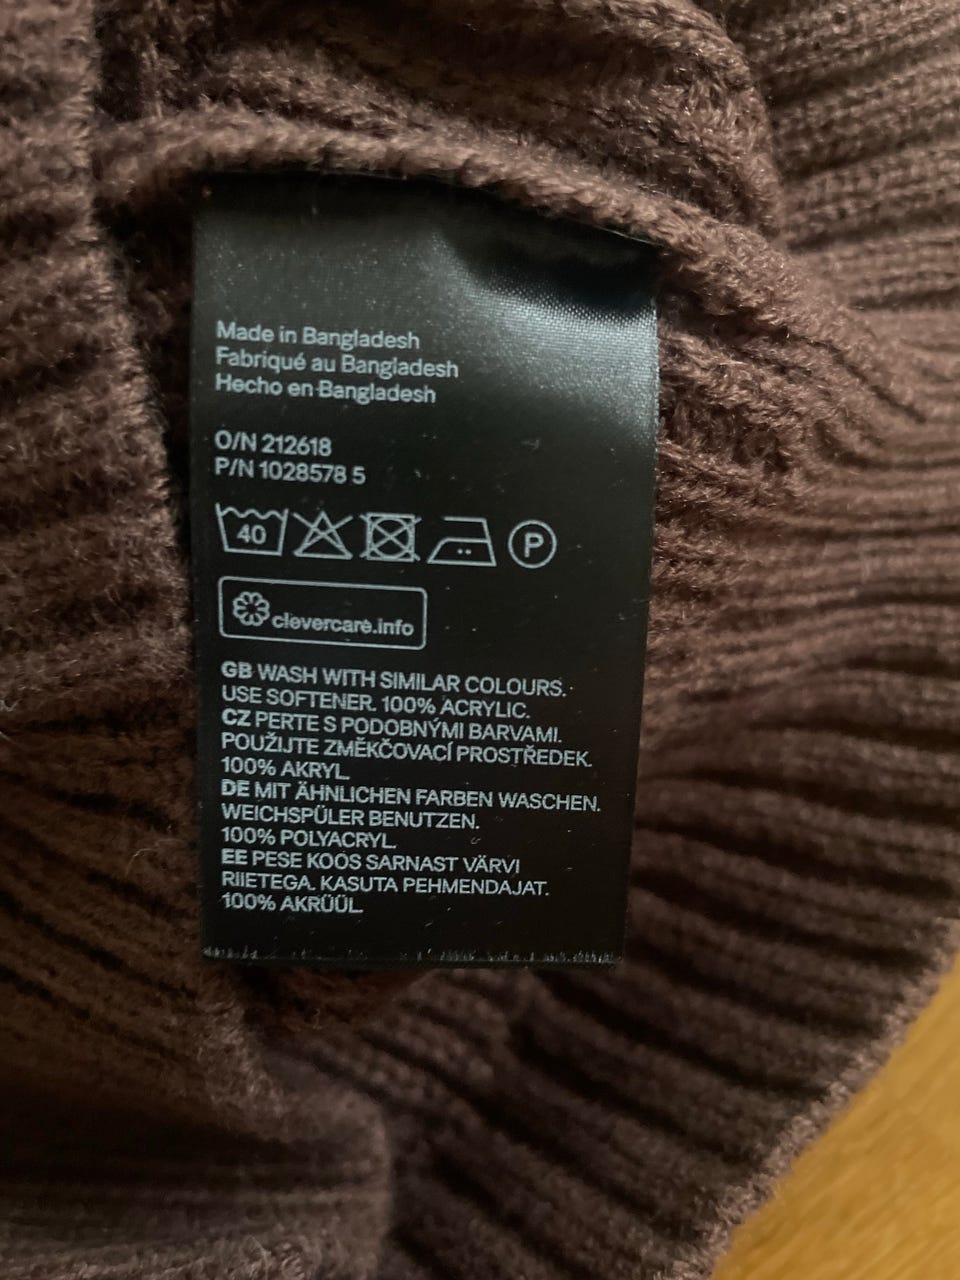 Made in Bangladesh
Fabriqué au Bangladesh
Hecho en Bangladesh
O/N 212618
P/N 1028578 5
40 P
clevercare.info
GB WASH WITH SIMILAR COLOURS.
USE SOFTENER. 100% ACRYLIC.
CZ PERTE S PODOBNÝMI BARVAMI.
POUŽIJTE ZMĚKČOVACÍ PROSTŘEDEK.
100% AKRYL.
DE MIT ÄHNLICHEN FARBEN WASCHEN.
WEICHSPÜLER BENUTZEN.
100% POLYACRYL.
EE PESE KOOS SARNAST VÄRVI
RIIETEGA. KASUTA PEHMENDAJAT.
100% AKRÜÜL.